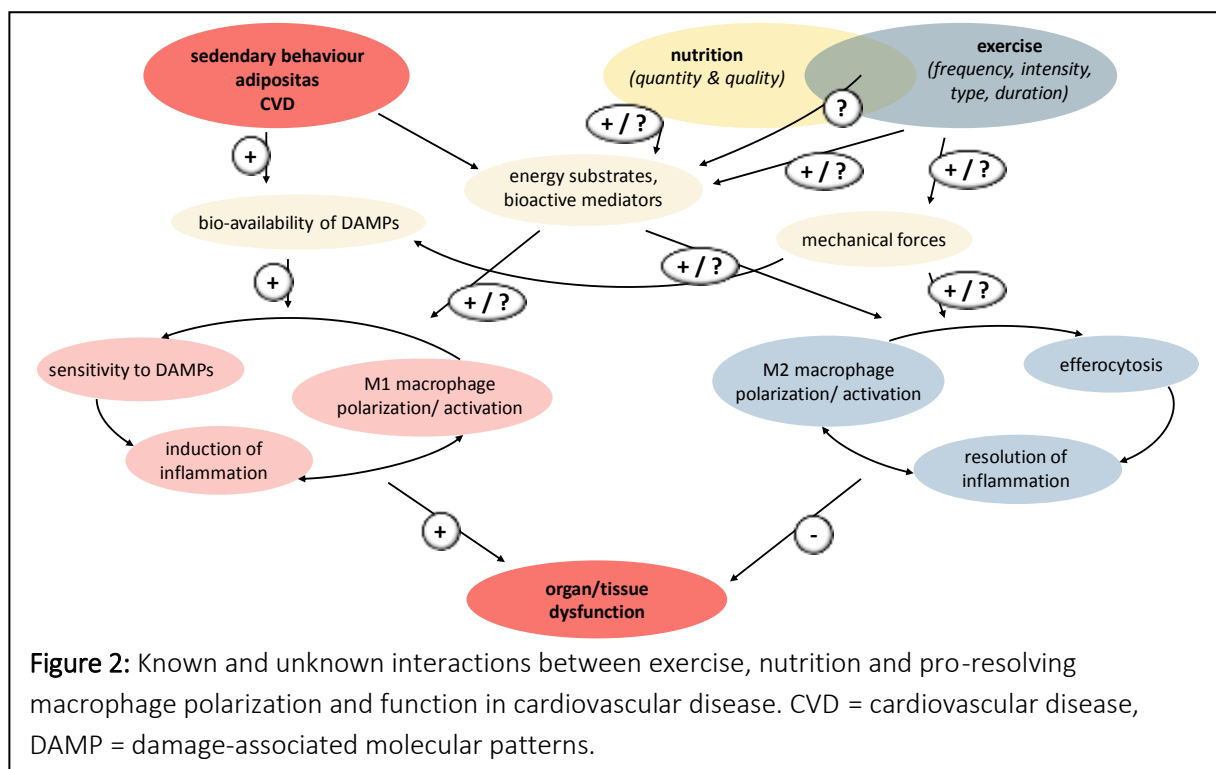 sedendary behaviour
adipositas
CVD
nutrition
(quantity & quality)
exercise
(frequency, intensity,
type, duration)
?
+ / ?
+
+ / ?
+ / ?
energy substrates,
bioactive mediators
bio-availability of DAMPs
mechanical forces
+
+ / ?
+ / ?
+ / ?
sensitivity to DAMPs
M1 macrophage
polarization/ activation
M2 macrophage
polarization/ activation
efferocytosis
induction of
inflammation
resolution of
inflammation
+
-
organ/tissue
dysfunction
Figure 2: Known and unknown interactions between exercise, nutrition and pro-resolving
macrophage polarization and function in cardiovascular disease. CVD = cardiovascular disease,
DAMP = damage-associated molecular patterns.